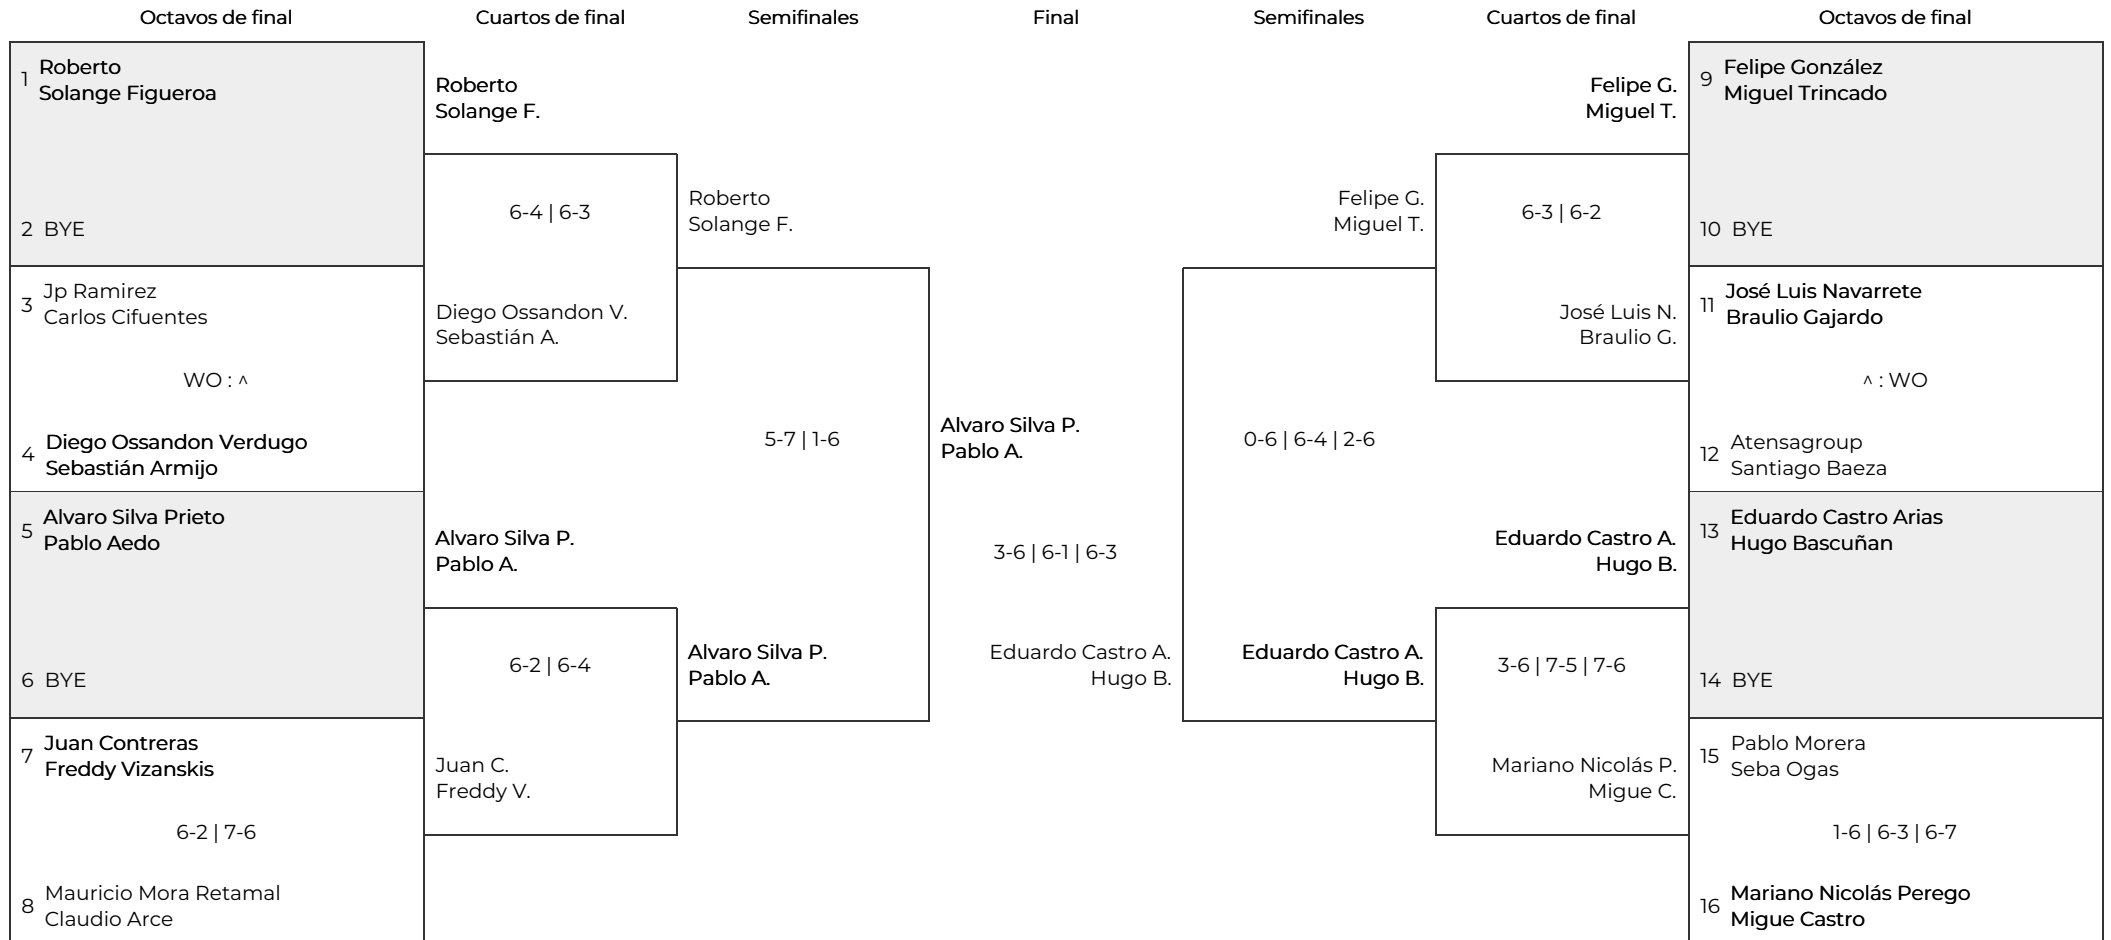 Octavos de final
Cuartos de final
Semifinales
Final
Semifinales
Cuartos de final
Octavos de final
1
Roberto
Solange Figueroa
2 BYE
3
Jp Ramirez
Carlos Cifuentes
WO : ^
4
Diego Ossandon Verdugo
Sebastián Armijo
5
Alvaro Silva Prieto
Pablo Aedo
6 BYE
7
Juan Contreras
Freddy Vizanskis
6-2 | 7-6
8
Mauricio Mora Retamal
Claudio Arce
Roberto
Solange F.
6-4 | 6-3
Diego Ossandon V.
Sebastián A.
Alvaro Silva P.
Pablo A.
6-2 | 6-4
Juan C.
Freddy V.
Roberto
Solange F.
5-7 | 1-6
Alvaro Silva P.
Pablo A.
Alvaro Silva P.
Pablo A.
3-6 | 6-1 | 6-3
Eduardo Castro A.
Hugo B.
Felipe G.
Miguel T.
0-6 | 6-4 | 2-6
Eduardo Castro A.
Hugo B.
Felipe G.
Miguel T.
6-3 | 6-2
José Luis N.
Braulio G.
Eduardo Castro A.
Hugo B.
3-6 | 7-5 | 7-6
Mariano Nicolás P.
Migue C.
9
Felipe González
Miguel Trincado
10 BYE
11
José Luis Navarrete
Braulio Gajardo
^ : WO
12
Atensagroup
Santiago Baeza
13
Eduardo Castro Arias
Hugo Bascuñan
14 BYE
15
Pablo Morera
Seba Ogas
1-6 | 6-3 | 6-7
16
Mariano Nicolás Perego
Migue Castro